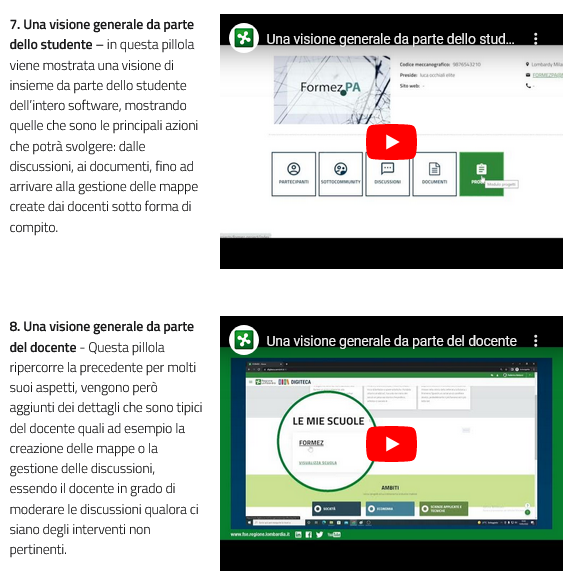 7. Una visione generale da parte
dello studente – in questa pillola
viene mostrata una visione di
insieme da parte dello studente
dell'intero software, mostrando
quelle che sono le principali azioni
che potrà svolgere: dalle
discussioni, ai documenti, fino ad
arrivare alla gestione delle mappe
create dai docenti sotto forma di
compito.
Una visione generale da parte dello stud...
FormezPA
Codice meccanografico: 9876543210
Preside: luca occhiali elite
Sito web: -
Lombardy Mila
PARTECIPANTI
SOTTOCOMMUNITY
DISCUSSIONI
DOCUMENTI
Modulo progetti
8. Una visione generale da parte
del docente - Questa pillola
ripercorre la precedente per molti
suoi aspetti, vengono però
aggiunti dei dettagli che sono tipici
del docente quali ad esempio la
creazione delle mappe o la
gestione delle discussioni,
essendo il docente in grado di
moderare le discussioni qualora ci
siano degli interventi non
pertinenti.
Una visione generale da parte del docente
DIGITECA
LE MIE SCUOLE
FORMEZ
VISUALIZZA SCUOLA
AMBITI
SOCIETÀ
ECONOMIA
SCIENZE APPLICATE E
TECNICHE
www.fse.regione.lombardia.it
YouTube